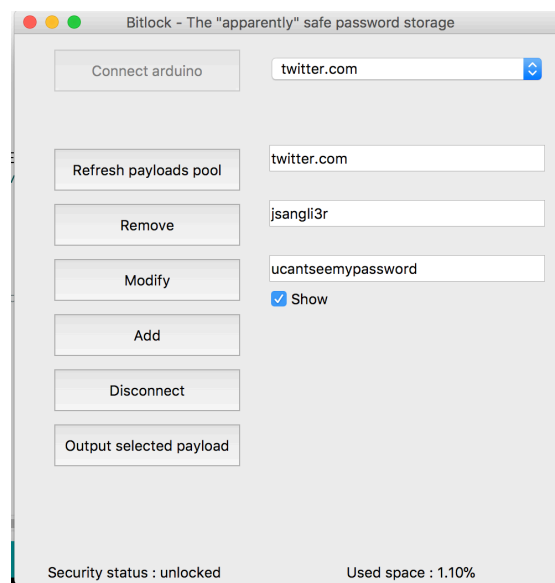 Bitlock - The "apparently" safe password storage
Connect arduino
twitter.com
Refresh payloads pool
twitter.com
Remove
jsangli3r
Modify
ucantseemypassword
Show
Add
Disconnect
Output selected payload
Security status : unlocked
Used space : 1.10%